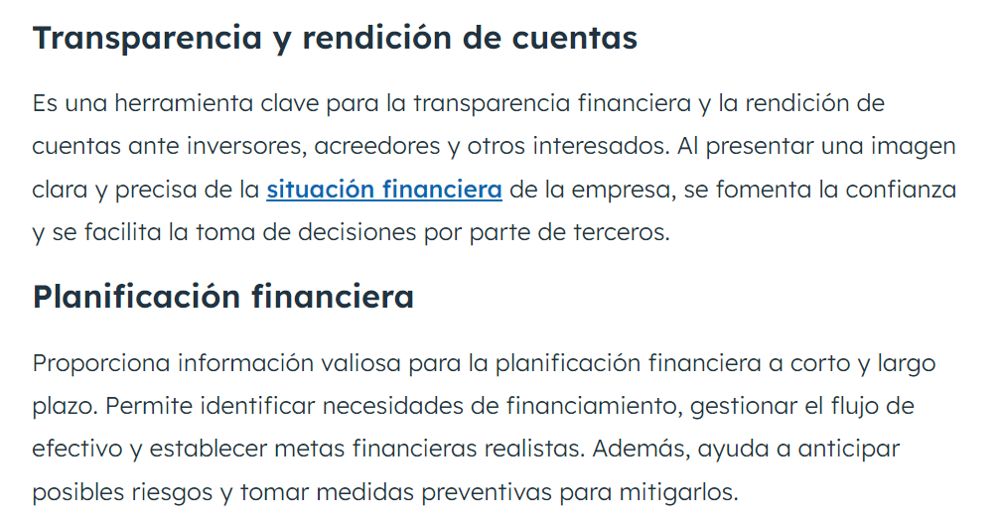 Transparencia y rendición de cuentas
Es una herramienta clave para la transparencia financiera y la rendición de
cuentas ante inversores, acreedores y otros interesados. Al presentar una imagen
clara y precisa de la situación financiera de la empresa, se fomenta la confianza
y se facilita la toma de decisiones por parte de terceros.
Planificación financiera
Proporciona información valiosa para la planificación financiera a corto y largo
plazo. Permite identificar necesidades de financiamiento, gestionar el flujo de
efectivo y establecer metas financieras realistas. Además, ayuda a anticipar
posibles riesgos y tomar medidas preventivas para mitigarlos.